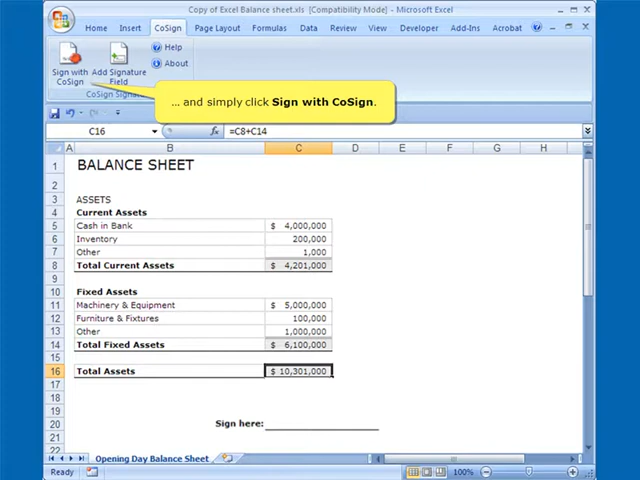 Copy of Excel Balance sheet.xls [Compatibility Mode] - Microsoft Excel
Home Insert CoSign Page Layout Formulas Data Review View Developer Add-Ins Acrobat
Sign with CoSign
Add Signature Field
Help
About
CoSign Signatu
... and simply click Sign with CoSign.
C16 fx =C8+C14
A B C D E F G H
1 BALANCE SHEET
2
3 ASSETS
4 Current Assets
5 Cash in Bank $ 4,000,000
6 Inventory 200,000
7 Other 1,000
8 Total Current Assets $ 4,201,000
9
10 Fixed Assets
11 Machinery & Equipment $ 5,000,000
12 Furniture & Fixtures 100,000
13 Other 1,000,000
14 Total Fixed Assets $ 6,100,000
15
16 Total Assets $ 10,301,000
17
18
19
20 Sign here:
21
22
Opening Day Balance Sheet
Ready 100%